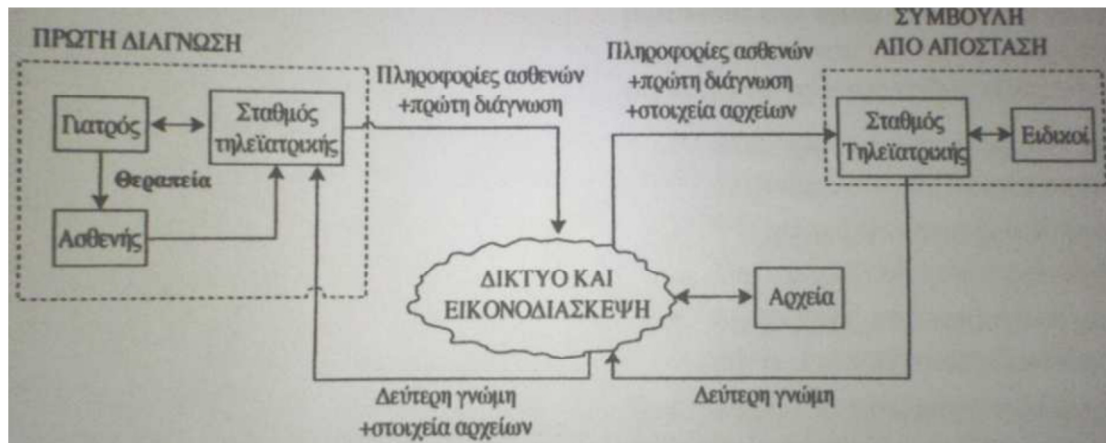 ΠΡΩΤΗ ΔΙΑΓΝΩΣΗ
Γιατρός
Σταθμός
τηλεϊατρικής
Θεραπεία
Ασθενής
Πληροφορίες ασθενών
+πρώτη διάγνωση
Πληροφορίες ασθενών
+πρώτη διάγνωση
+στοιχεία αρχείων
ΣΥΜΒΟΥΛΗ
ΑΠΟ ΑΠΟΣΤΑΣΗ
Σταθμός
Τηλεϊατρικής
Ειδικοί
ΔΙΚΤΥΟ ΚΑΙ
ΕΙΚΟΝΟΔΙΑΣΚΕΨΗ
Αρχεία
Δεύτερη γνώμη
+στοιχεία αρχείων
Δεύτερη γνώμη